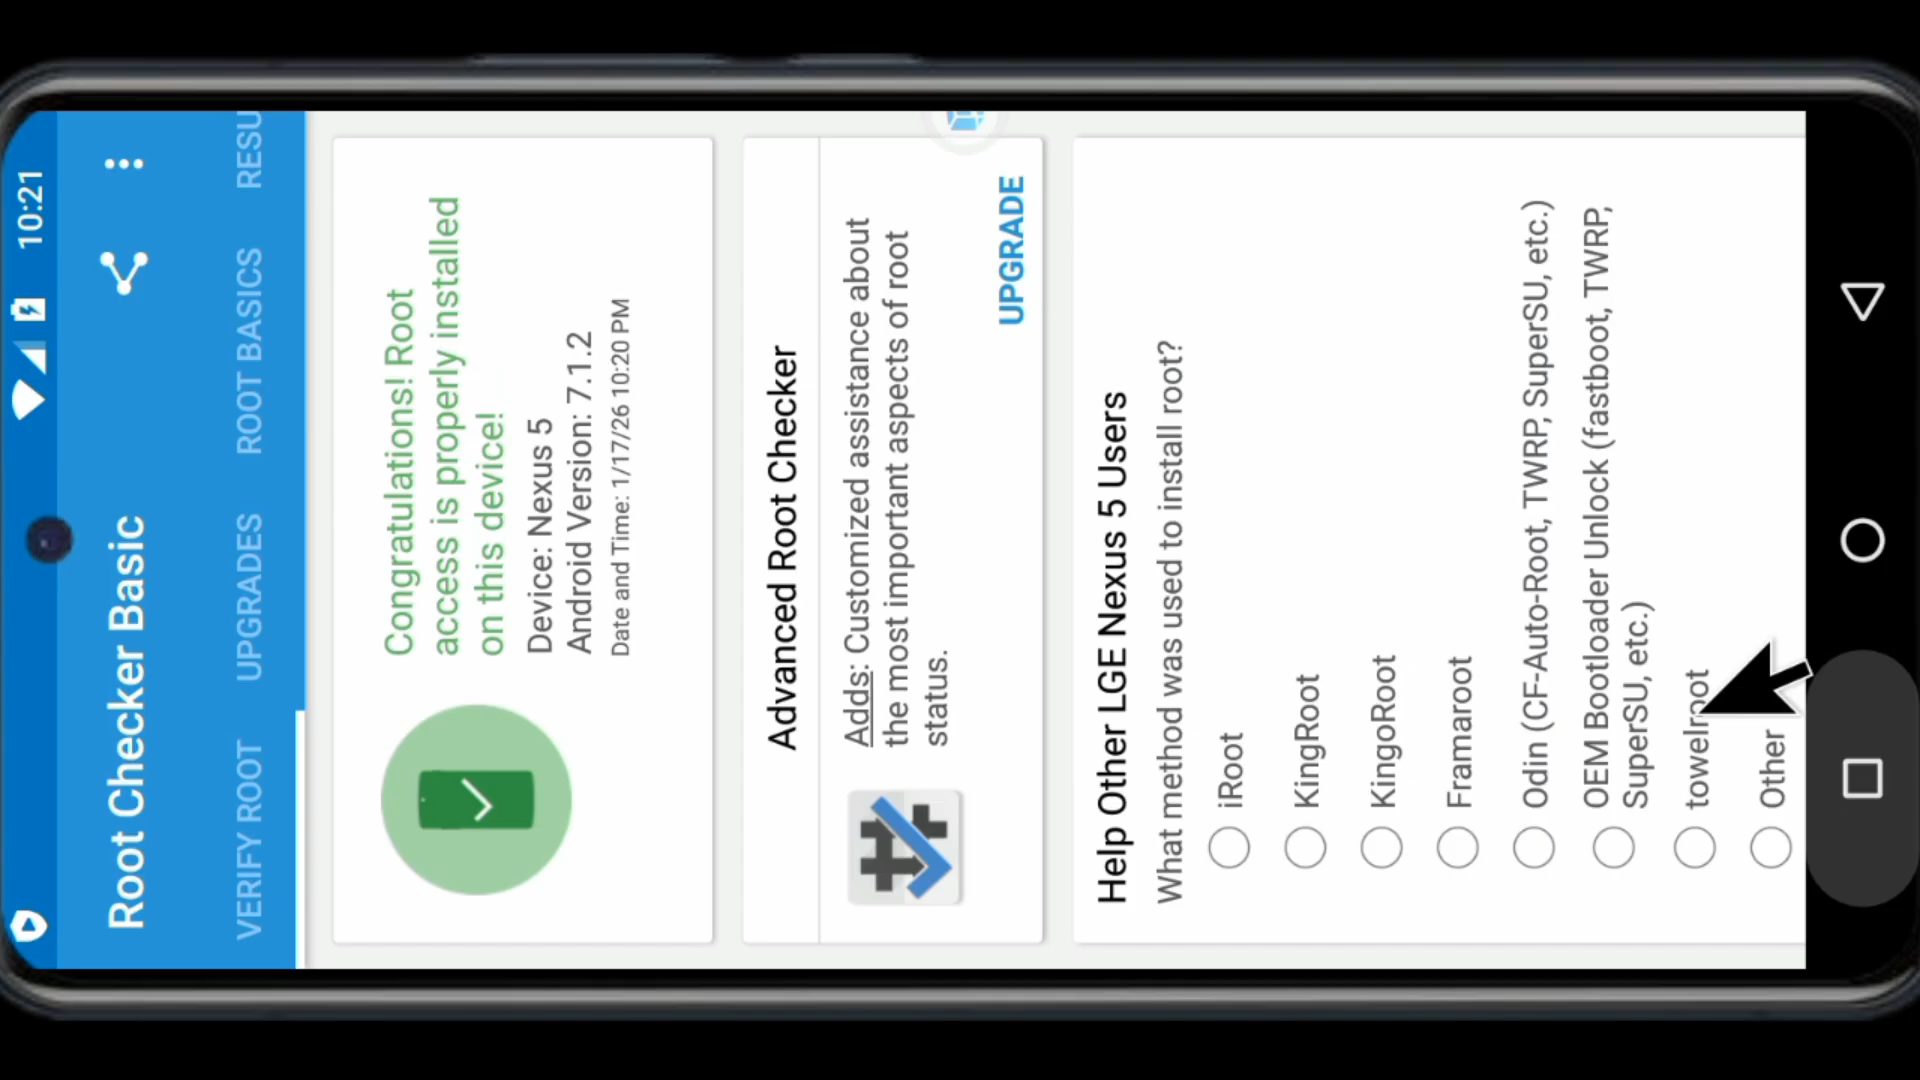 10:21
Root Checker Basic
VERIFY ROOT
UPGRADES
ROOT BASICS
RESU
Congratulations! Root
access is properly installed
on this device!
Device: Nexus 5
Android Version: 7.1.2
Date and Time: 1/17/26 10:20 PM
Advanced Root Checker
Adds: Customized assistance about
the most important aspects of root
status.
UPGRADE
Help Other LGE Nexus 5 Users
What method was used to install root?
iRoot
KingRoot
KingoRoot
Framaroot
Odin (CF-Auto-Root, TWRP, SuperSU, etc.)
OEM Bootloader Unlock (fastboot, TWRP,
SuperSU, etc.)
towelroot
Other